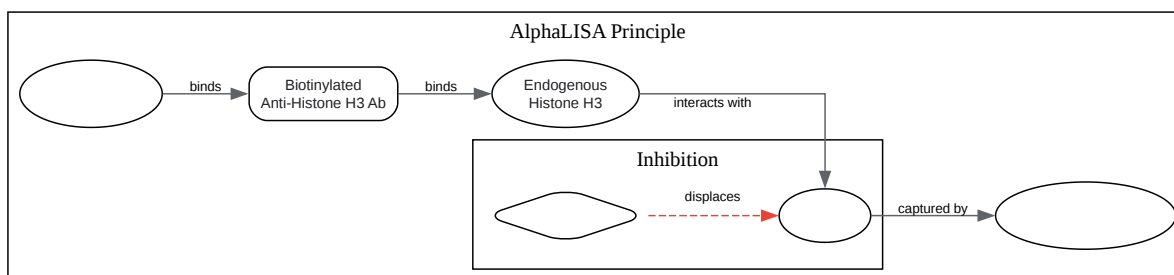 AlphaLISA Principle
binds
Biotinylated
Anti-Histone H3 Ab
binds
Endogenous
Histone H3
interacts with
Inhibition
displaces
captured by